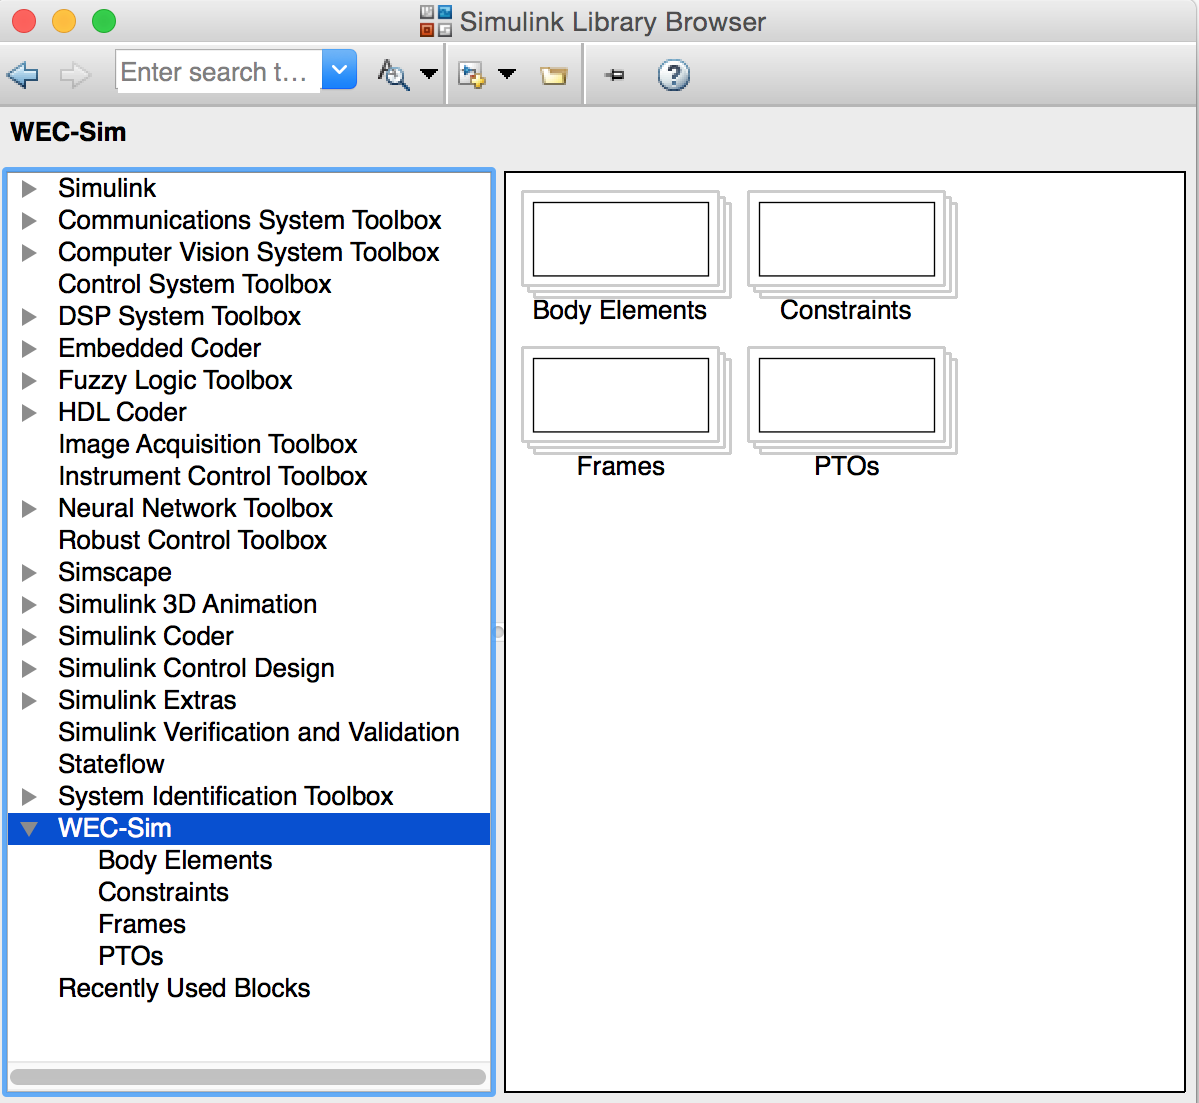 Simulink Library Browser
Enter search t...
WEC-Sim
Simulink
Communications System Toolbox
Computer Vision System Toolbox
Control System Toolbox
DSP System Toolbox
Embedded Coder
Fuzzy Logic Toolbox
HDL Coder
Image Acquisition Toolbox
Instrument Control Toolbox
Neural Network Toolbox
Robust Control Toolbox
Simscape
Simulink 3D Animation
Simulink Coder
Simulink Control Design
Simulink Extras
Simulink Verification and Validation
Stateflow
System Identification Toolbox
WEC-Sim
Body Elements
Constraints
Frames
PTOs
Recently Used Blocks
Body Elements
Constraints
Frames
PTOs